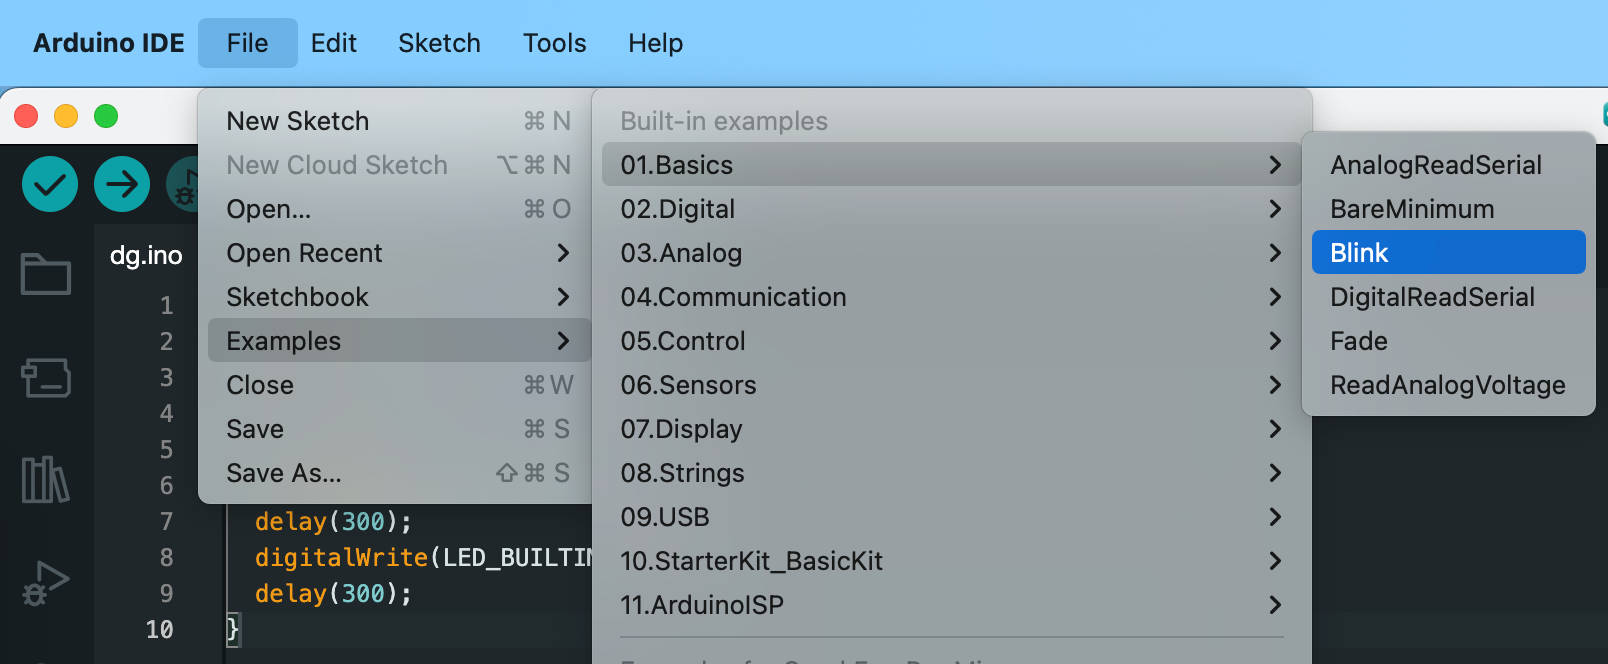 Arduino IDE File Edit Sketch Tools Help
New Sketch ⌘ N
New Cloud Sketch ⌥ ⌘ N
Open... ⌘ O
Open Recent
Sketchbook
Examples
Close ⌘ W
Save ⌘ S
Save As... ⇧ ⌘ S
Built-in examples
01.Basics
02.Digital
03.Analog
04.Communication
05.Control
06.Sensors
07.Display
08.Strings
09.USB
10.StarterKit_BasicKit
11.ArduinoISP
AnalogReadSerial
BareMinimum
Blink
DigitalReadSerial
Fade
ReadAnalogVoltage
dg.ino
1
2
3
4
5
6
7 delay(300);
8 digitalWrite(LED_BUILTIN
9 delay(300);
10 }